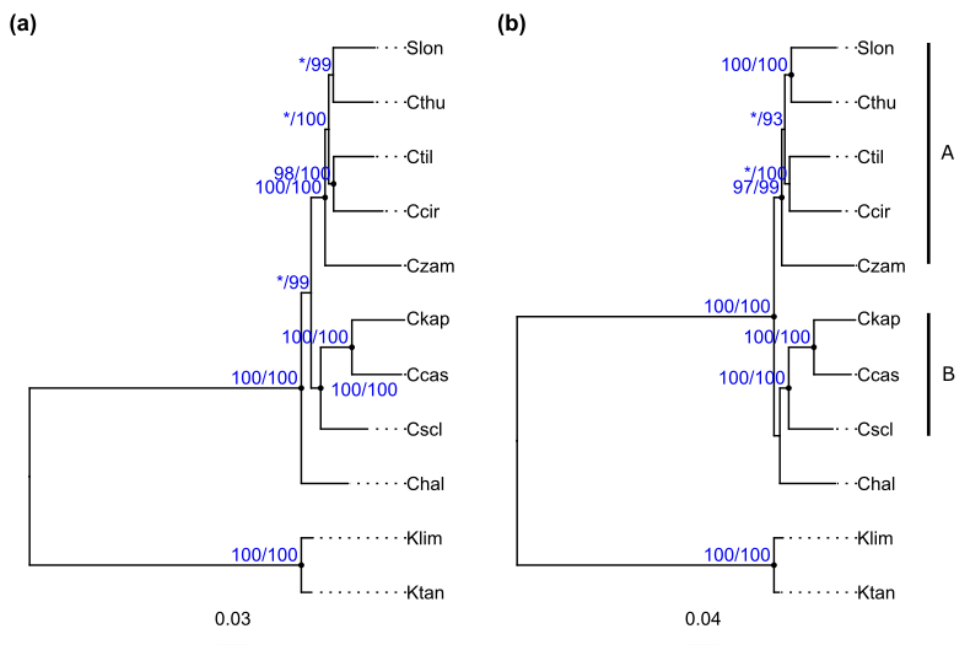 (a)
Slon
*/99
Cthu
*/100
Ctil
98/100
100/100
Ccir
Czam
*/99
Ckap
100/100
Ccas
100/100
100/100
Cscl
Chal
Klim
100/100
Ktan
0.03
(b)
Slon
100/100
Cthu
*/93
Ctil
*/100
97/99
Ccir
Czam
A
100/100
Ckap
100/100
Ccas
100/100
Cscl
B
Chal
Klim
100/100
Ktan
0.04